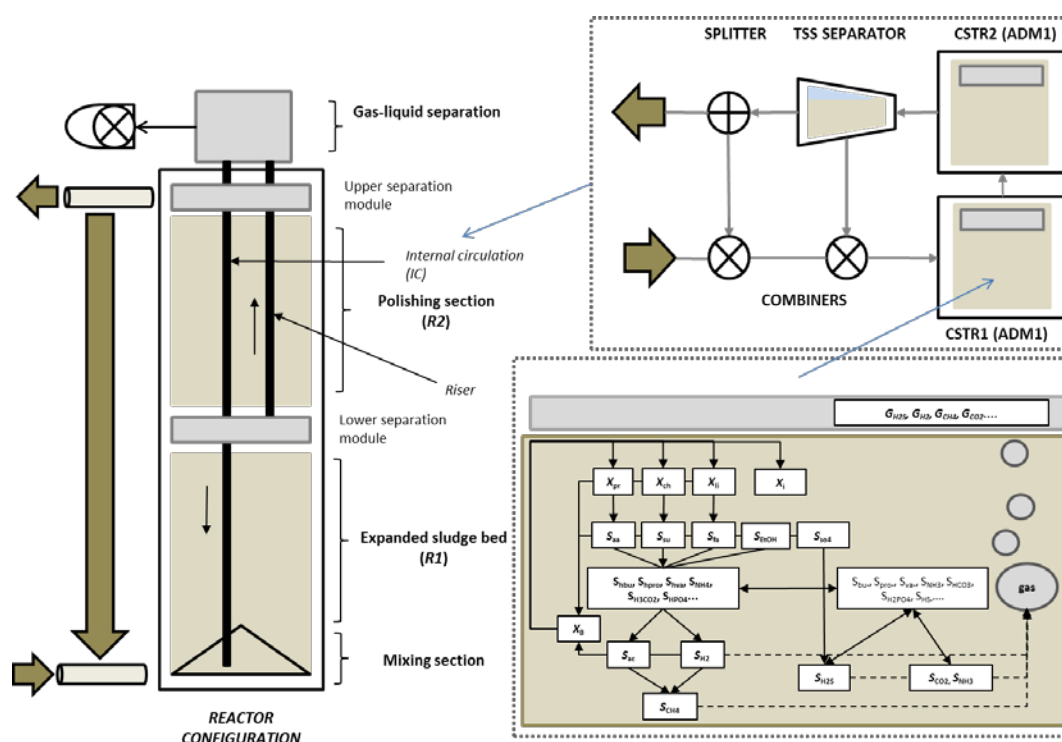 Gas-liquid separation
Upper separation
module
Internal circulation
(IC)
Polishing section
(R2)
Riser
Lower separation
module
Expanded sludge bed
(R1)
Mixing section
REACTOR
CONFIGURATION
SPLITTER
TSS SEPARATOR
CSTR2 (ADM1)
COMBINERS
CSTR1 (ADM1)
G_H2S, G_H2, G_CH4, G_CO2....
X_pr
X_ch
X_li
X_i
S_aa
S_su
S_fa
S_EtOH
S_so4
S_hbu, S_hpro, S_hva, S_NH4,
S_H3CO2, S_HPO4...
S_bu-, S_pro-, S_va-, S_NH3, S_HCO3,
S_H2PO4, S_HS,....
gas
X_B
S_ac
S_H2
S_H2S
S_CO2, S_NH3
S_CH4